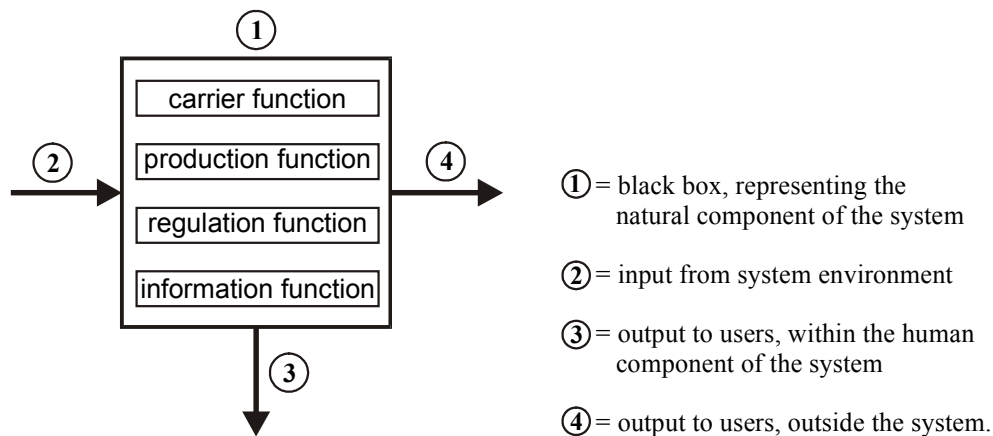 1
carrier function
2
production function
4
regulation function
information function
3
1 = black box, representing the
natural component of the system
2 = input from system environment
3 = output to users, within the human
component of the system
4 = output to users, outside the system.